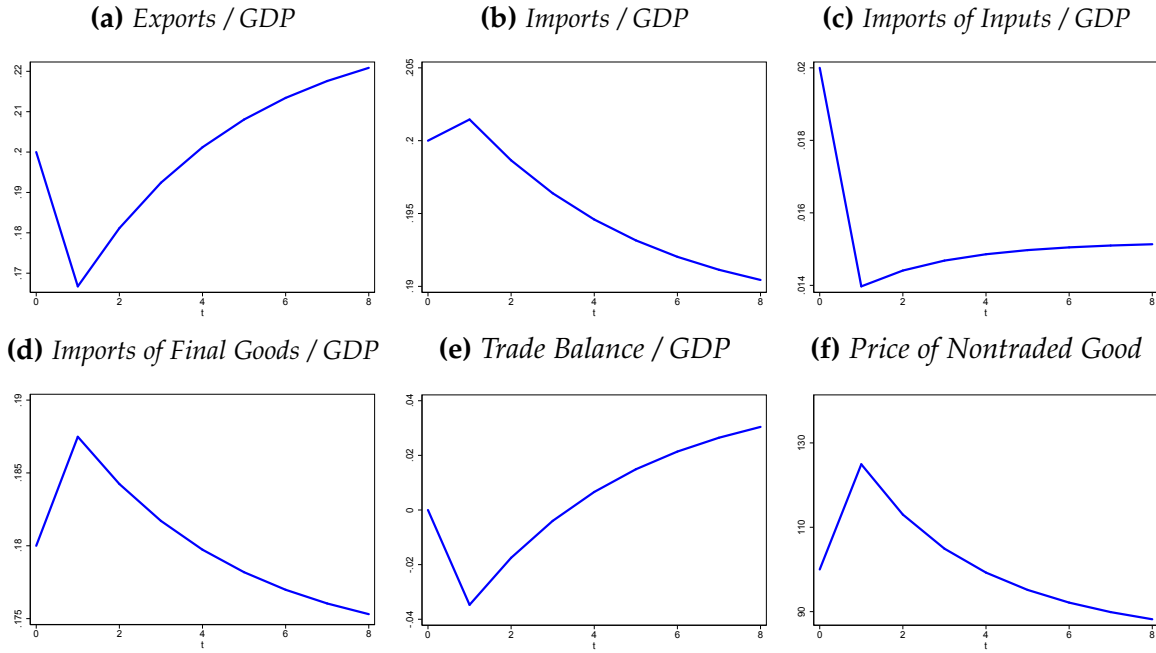 (a) Exports / GDP
(b) Imports / GDP
(c) Imports of Inputs / GDP
.22
.21
.2
.19
.18
.17
0 2 4 6 8
t
.205
.2
.195
.19
0 2 4 6 8
t
.02
.018
.016
.014
0 2 4 6 8
t
(d) Imports of Final Goods / GDP
(e) Trade Balance / GDP
(f) Price of Nontraded Good
.19
.185
.18
.175
0 2 4 6 8
t
.04
.02
0
-.02
-.04
0 2 4 6 8
t
130
110
90
0 2 4 6 8
t